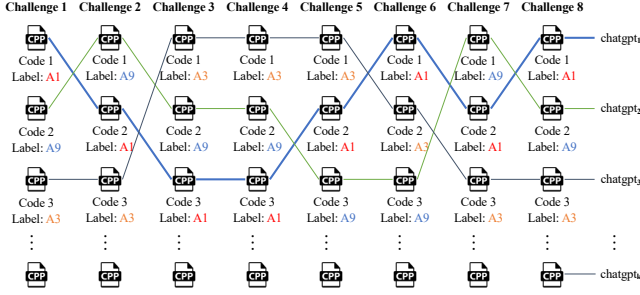 Challenge 1 Challenge 2 Challenge 3 Challenge 4 Challenge 5 Challenge 6 Challenge 7 Challenge 8
CPP CPP CPP CPP CPP CPP CPP CPP chatgpt₁
Code 1 Code 1 Code 1 Code 1 Code 1 Code 1 Code 1 Code 1
Label: A1 Label: A9 Label: A3 Label: A3 Label: A3 Label: A1 Label: A9 Label: A1
CPP CPP CPP CPP CPP CPP CPP CPP chatgpt₂
Code 2 Code 2 Code 2 Code 2 Code 2 Code 2 Code 2 Code 2
Label: A9 Label: A1 Label: A9 Label: A9 Label: A1 Label: A3 Label: A1 Label: A9
CPP CPP CPP CPP CPP CPP CPP CPP chatgpt₃
Code 3 Code 3 Code 3 Code 3 Code 3 Code 3 Code 3 Code 3
Label: A3 Label: A3 Label: A1 Label: A1 Label: A9 Label: A9 Label: A3 Label: A3
CPP CPP CPP CPP CPP CPP CPP CPP chatgptₖ